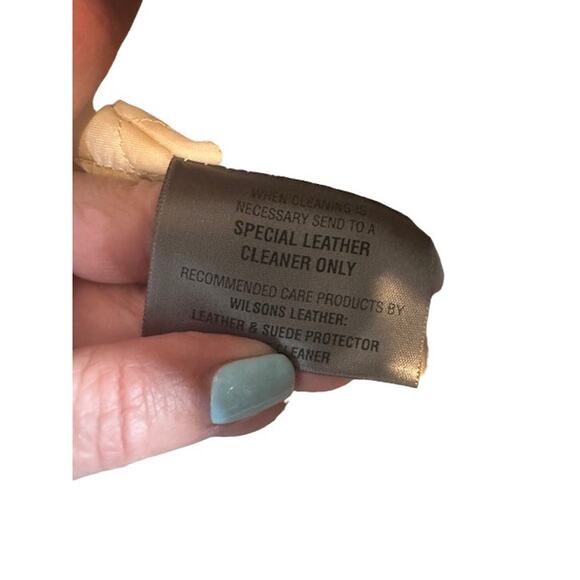 WHEN CLEANING IS
NECESSARY SEND TO A
SPECIAL LEATHER
CLEANER ONLY
RECOMMENDED CARE PRODUCTS BY
WILSONS LEATHER:
LEATHER & SUEDE PROTECTOR
CLEANER